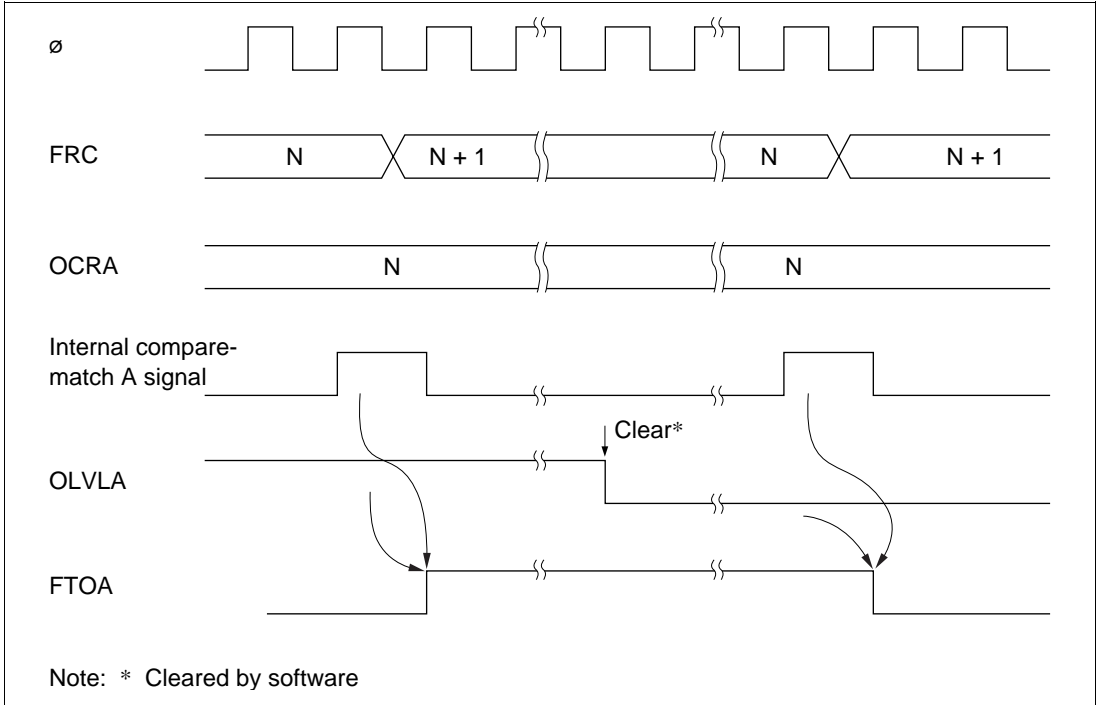 ø
FRC
N
N + 1
N
N + 1
OCRA
N
N
Internal compare-
match A signal
Clear*
OLVLA
FTOA
Note: * Cleared by software